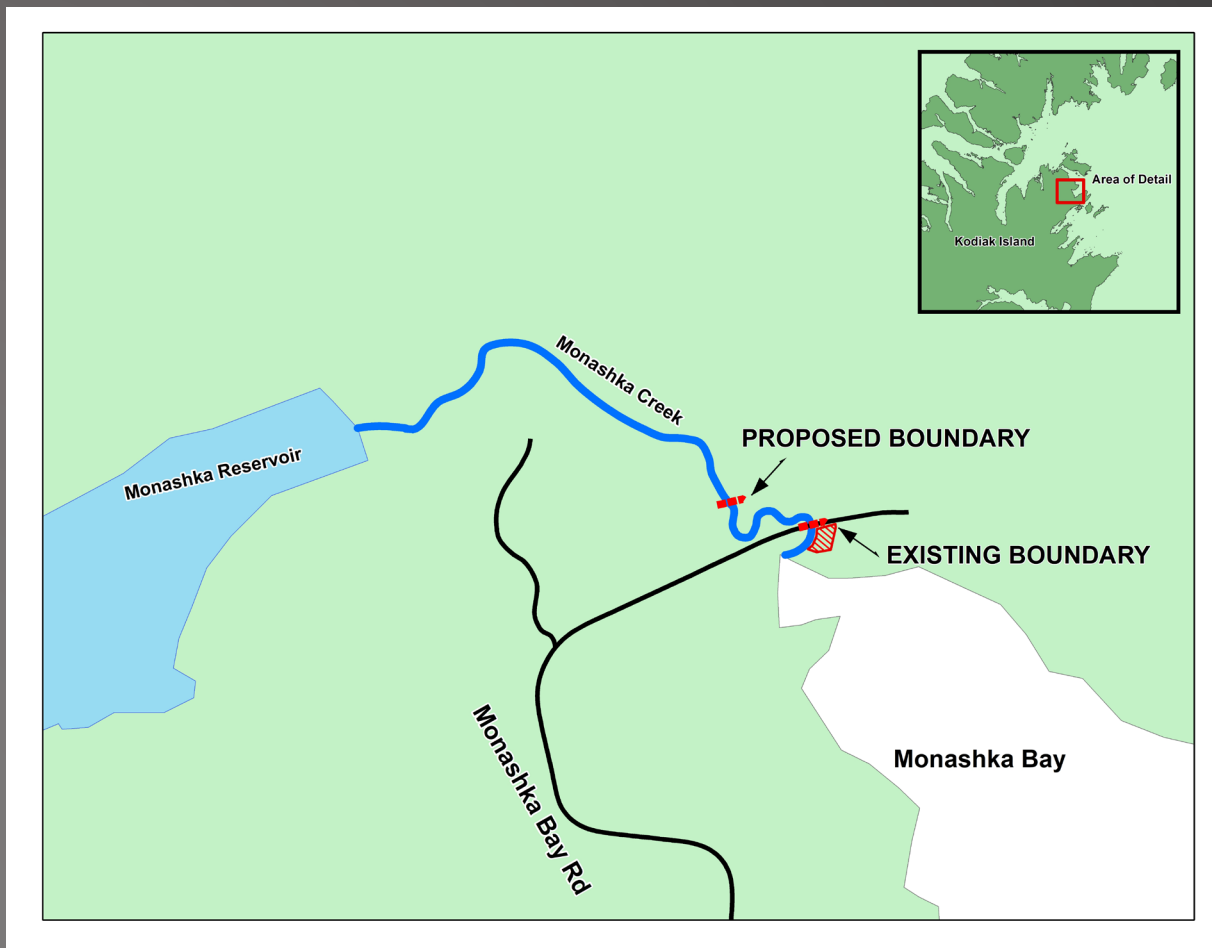 Area of Detail
Kodiak Island
Monashka Creek
PROPOSED BOUNDARY
Monashka Reservoir
EXISTING BOUNDARY
Monashka Bay Rd
Monashka Bay